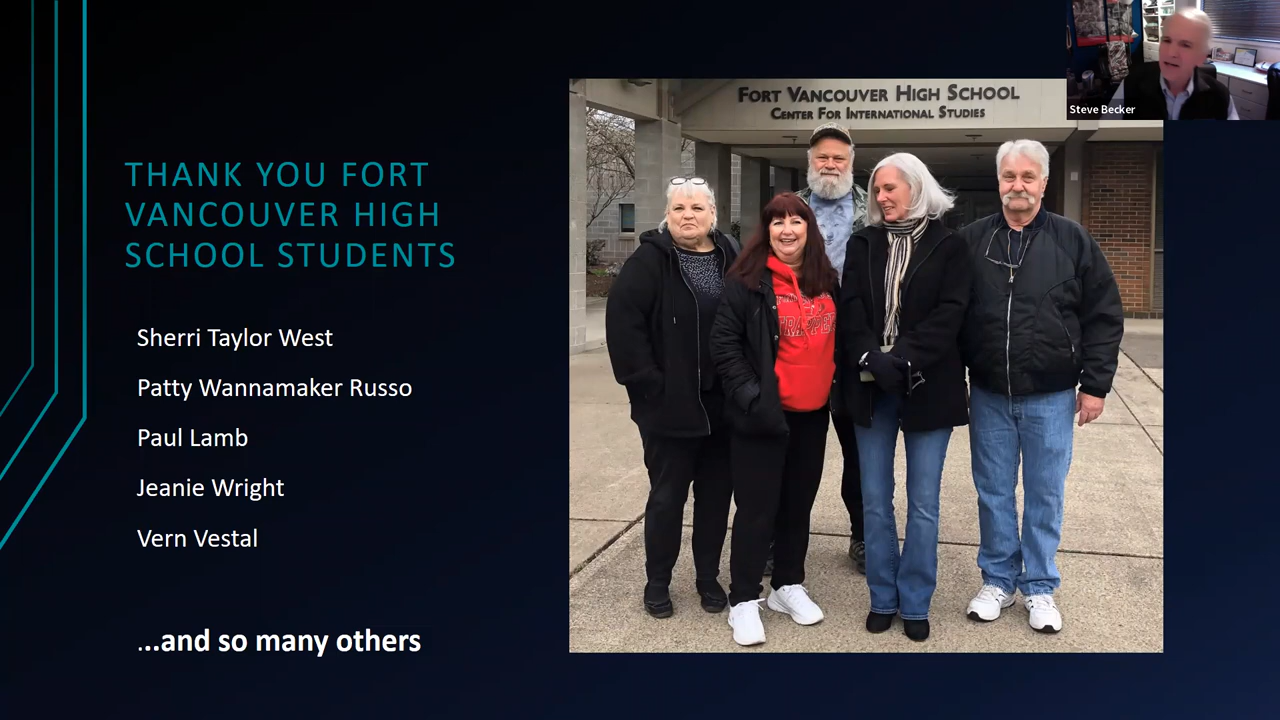 THANK YOU FORT
VANCOUVER HIGH
SCHOOL STUDENTS
Sherri Taylor West
Patty Wannamaker Russo
Paul Lamb
Jeanie Wright
Vern Vestal
...and so many others
FORT VANCOUVER HIGH SCHOOL
CENTER FOR INTERNATIONAL STUDIES
TRAPPER
Steve Becker